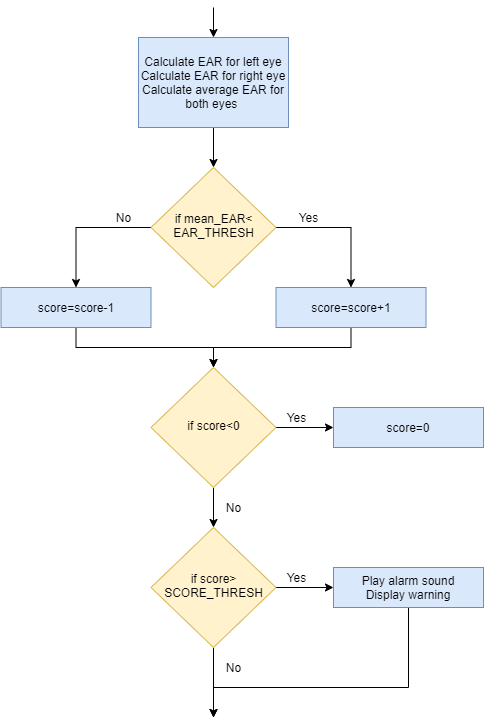 Calculate EAR for left eye
Calculate EAR for right eye
Calculate average EAR for
both eyes
if mean_EAR<
EAR_THRESH
No
Yes
score=score-1
score=score+1
if score<0
Yes
score=0
No
if score>
SCORE_THRESH
Yes
Play alarm sound
Display warning
No